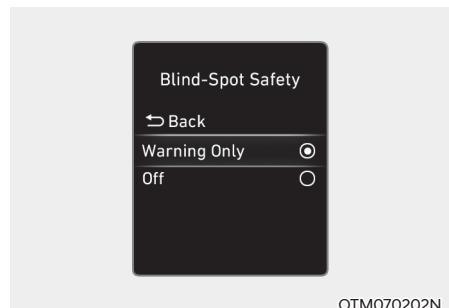 Blind-Spot Safety
Back
Warning Only
Off
OTM070202N